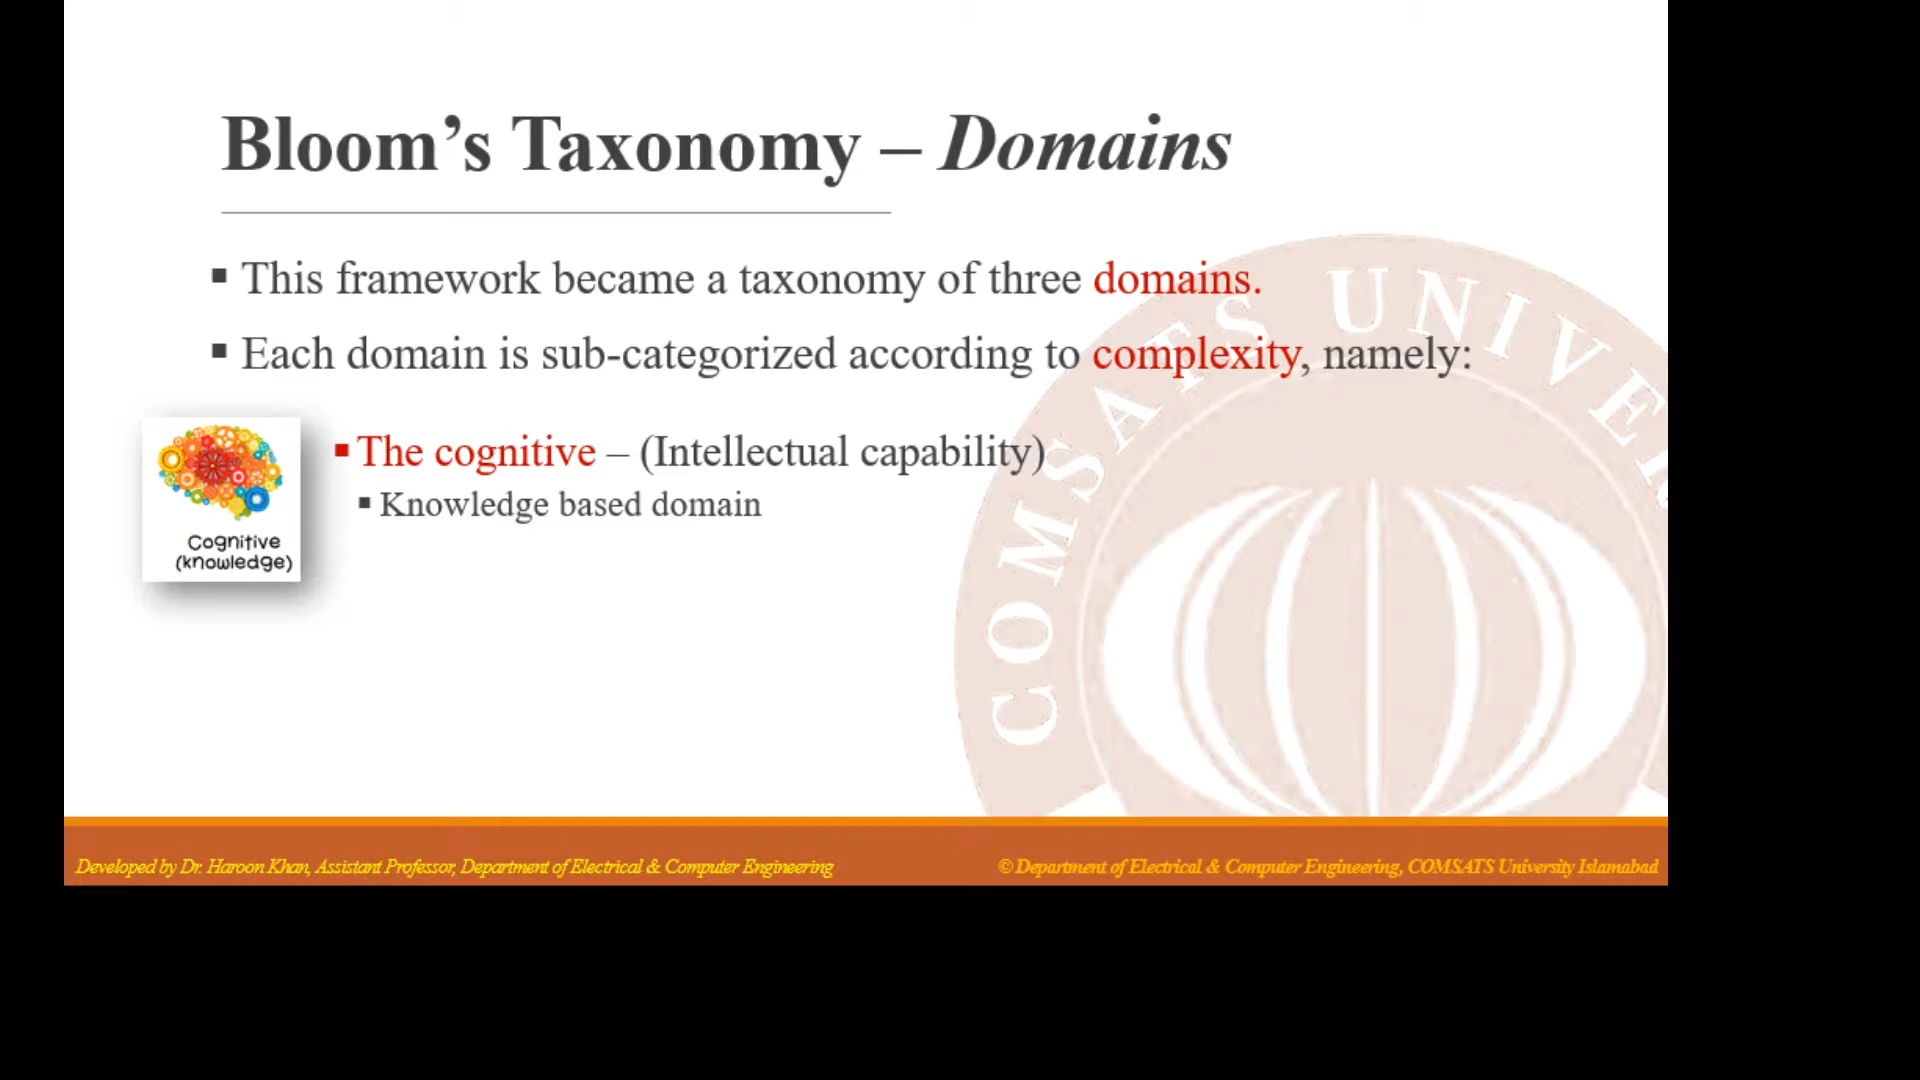 Bloom’s Taxonomy – Domains
▪ This framework became a taxonomy of three domains.
▪ Each domain is sub-categorized according to complexity, namely:
▪ The cognitive – (Intellectual capability)
▪ Knowledge based domain
Cognitive
(knowledge)
COMSATS UNIVER
Developed by Dr. Haroon Khan, Assistant Professor, Department of Electrical & Computer Engineering
© Department of Electrical & Computer Engineering, COMSATS University Islamabad